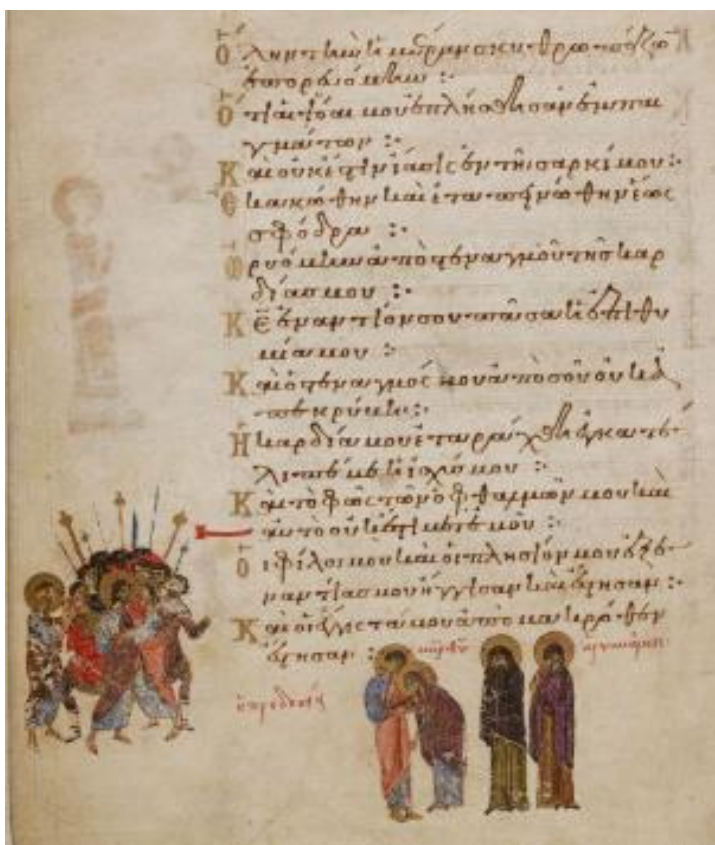 Ὅλην τὴν ἡμέραν σκυθρωπάζων
ἐπορευόμην :·
Ὅτι αἱ ψόαι μου ἐπλήσθησαν ἐμπαι
γμάτων :·
Καὶ οὐκ ἔστιν ἴασις ἐν τῇ σαρκί μου :·
Ἐκακώθην καὶ ἐταπεινώθην ἕως
σφόδρα :·
Ὠρυόμην ἀπὸ στεναγμοῦ τῆς καρ
δίας μου :·
Κ̅Ε̅ ἐναντίον σου πᾶσα ἡ ἐπιθυ
μία μου :·
Καὶ ὁ στεναγμός μου ἀπὸ σοῦ οὐκ ἀ
πεκρύβη :·
Ἡ καρδία μου ἐταράχθη ἐγκατέ
λιπέ με ἡ ἰσχύς μου :·
Καὶ τὸ φῶς τῶν ὀφθαλμῶν μου καὶ
αὐτὸ οὐκ ἔστι μετ' ἐμοῦ :·
Οἱ φίλοι μου καὶ οἱ πλησίον μου ἐξ ἐ
ναντίας μου ἤγγισαν καὶ ἔστησαν :·
Καὶ οἱ ἔγγιστά μου ἀπὸ μακρόθεν
ἔστησαν :
ἡ προδοσία